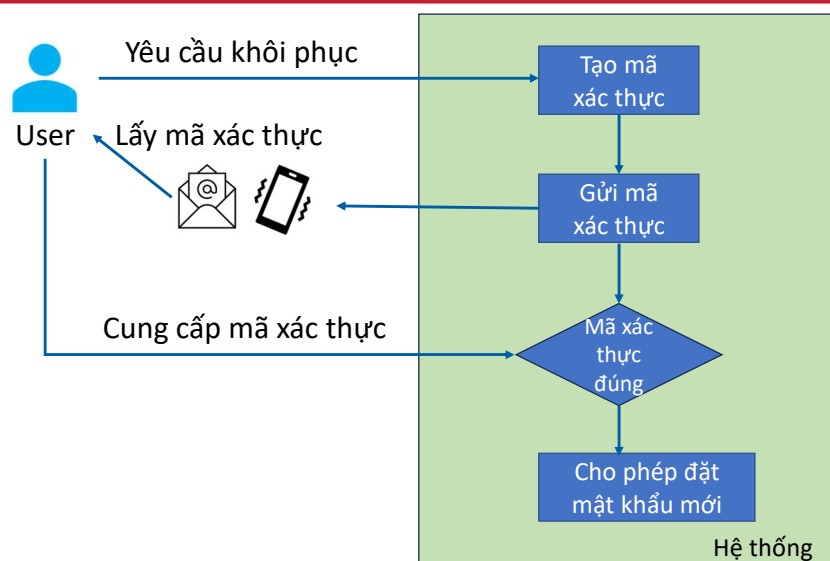 Yêu cầu khôi phục
Tạo mã
xác thực
User
Lấy mã xác thực
@
Gửi mã
xác thực
Cung cấp mã xác thực
Mã xác
thực
đúng
Cho phép đặt
mật khẩu mới
Hệ thống